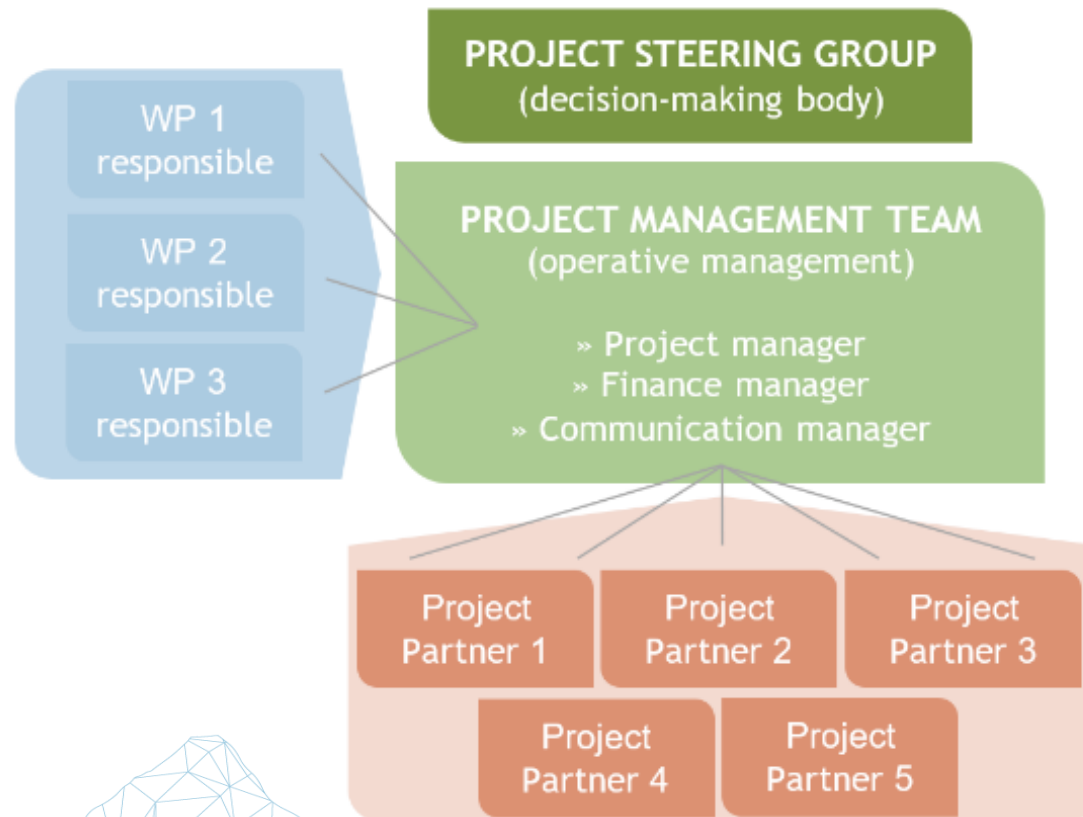 PROJECT STEERING GROUP
(decision-making body)
WP 1
responsible
WP 2
responsible
WP 3
responsible
PROJECT MANAGEMENT TEAM
(operative management)
» Project manager
» Finance manager
» Communication manager
Project
Partner 1
Project
Partner 2
Project
Partner 3
Project
Partner 4
Project
Partner 5